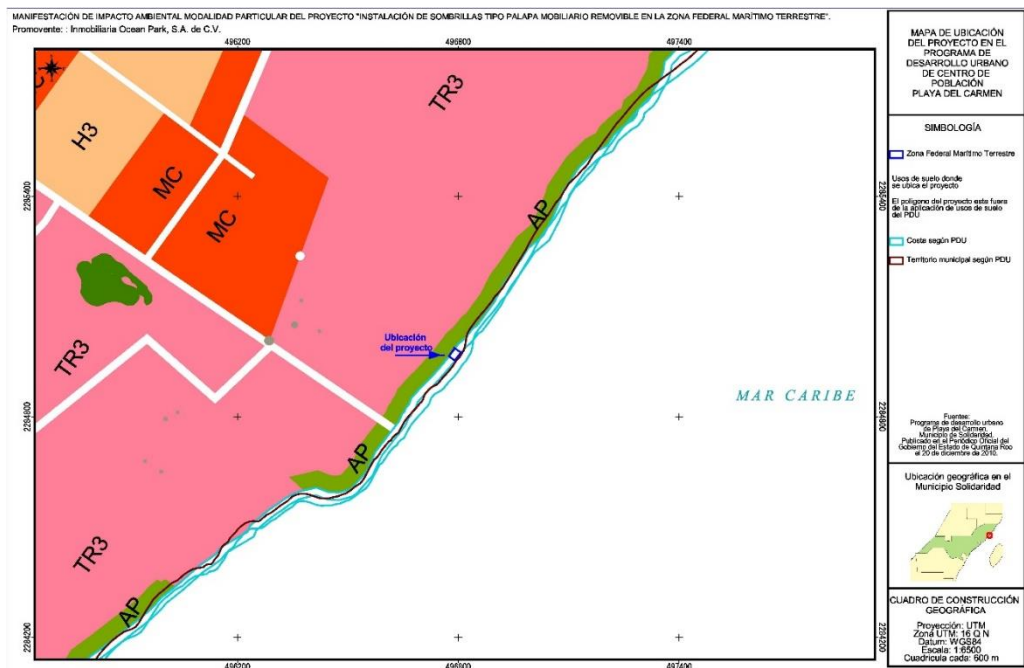 MANIFESTACIÓN DE IMPACTO AMBIENTAL MODALIDAD PARTICULAR DEL PROYECTO "INSTALACIÓN DE SOMBRILLAS TIPO PALAPA MOBILIARIO REMOVIBLE EN LA ZONA FEDERAL MARÍTIMO TERRESTRE".
Promovente: : Inmobiliaria Ocean Park, S.A. de C.V.
496200
496800
497400
C
H3
MC
MC
TR3
AP
TR3
Ubicación
del proyecto
AP
TR3
AP
MAR CARIBE
2285400
2284800
2284200
2285400
2284800
2284200
496200
496800
497400
MAPA DE UBICACIÓN
DEL PROYECTO EN EL
PROGRAMA DE
DESARROLLO URBANO
DE CENTRO DE
POBLACIÓN
PLAYA DEL CARMEN
SIMBOLOGÍA
Zona Federal Marítimo Terrestre
Usos de suelo donde
se ubica el proyecto
El polígono del proyecto esta fuera
de la aplicación de usos de suelo
del PDU
Costa según PDU
Territorio municipal según PDU
Fuentes:
Programa de desarrollo urbano
de Playa del Carmen,
Municipio de Solidaridad.
Publicado en el Periódico Oficial del
Gobierno del Estado de Quintana Roo
el 20 de diciembre de 2010.
Ubicación geográfica en el
Municipio Solidaridad
CUADRO DE CONSTRUCCIÓN
GEOGRÁFICA
Proyección: UTM
Zona UTM: 16 Q N
Datum: WGS84
Escala: 1:6500
Cuadrícula cada: 600 m